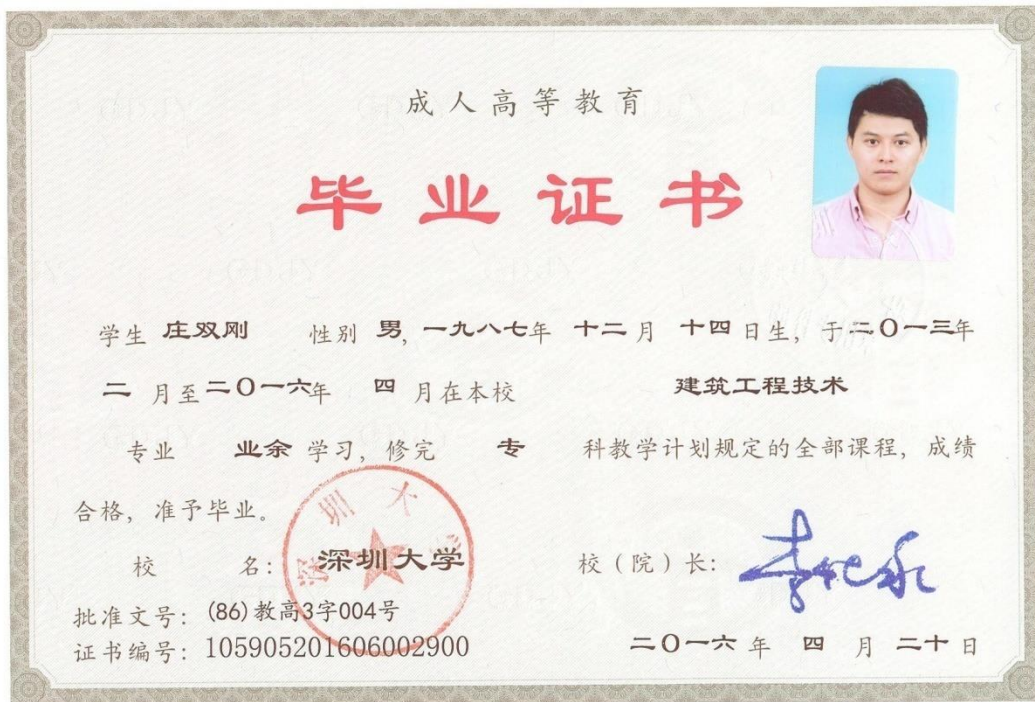 成人高等教育
毕业证书
学生 庄双刚 性别 男, 一九八七年 十二月 十四日生, 于二〇一三年
二 月至二〇一六年 四 月在本校 建筑工程技术
专业 业余 学习, 修完 专 科教学计划规定的全部课程, 成绩
合格, 准予毕业。
校 名: 深圳大学
校(院)长:
批准文号: (86)教高3字004号
证书编号: 105905201606002900
二〇一六 年 四 月 二十 日